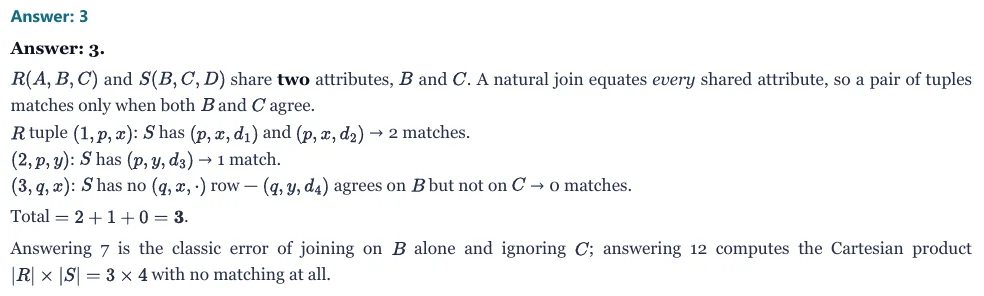 Answer: 3
Answer: 3.
R(A, B, C) and S(B, C, D) share two attributes, B and C. A natural join equates every shared attribute, so a pair of tuples
matches only when both B and C agree.
R tuple (1, p, x): S has (p, x, d₁) and (p, x, d₂) → 2 matches.
(2, p, y): S has (p, y, d₃) → 1 match.
(3, q, x): S has no (q, x, ·) row — (q, y, d₄) agrees on B but not on C → 0 matches.
Total = 2 + 1 + 0 = 3.
Answering 7 is the classic error of joining on B alone and ignoring C; answering 12 computes the Cartesian product
|R| × |S| = 3 × 4 with no matching at all.